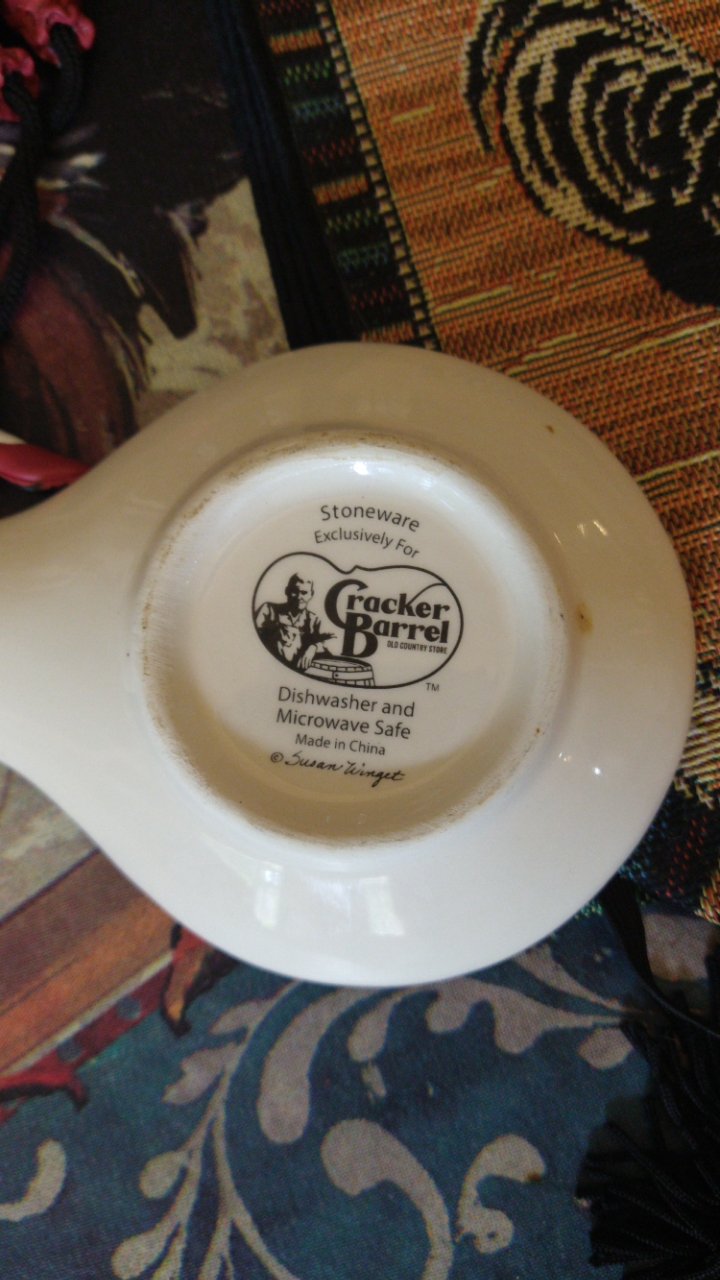 Stoneware
Exclusively For
Cracker
Barrel
OLD COUNTRY STORE
TM
Dishwasher and
Microwave Safe
Made in China
© Susan Winget